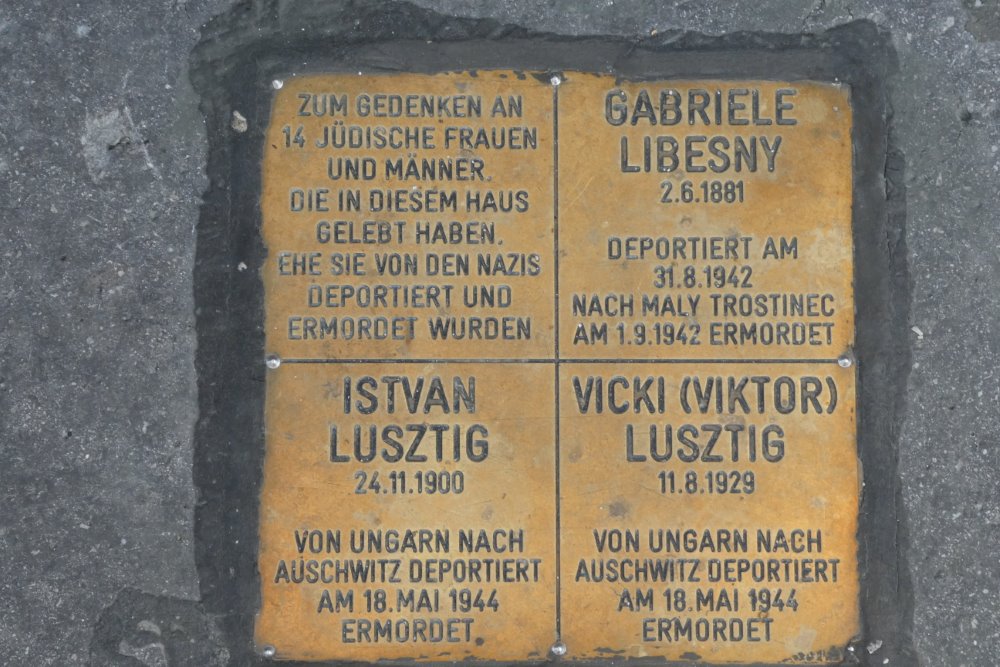 ZUM GEDENKEN AN
14 JÜDISCHE FRAUEN
UND MÄNNER.
DIE IN DIESEM HAUS
GELEBT HABEN.
EHE SIE VON DEN NAZIS
DEPORTIERT UND
ERMORDET WURDEN
GABRIELE
LIBESNY
2.6.1881
DEPORTIERT AM
31.8.1942
NACH MALY TROSTINEC
AM 1.9.1942 ERMORDET
ISTVAN
LUSZTIG
24.11.1900
VON UNGARN NACH
AUSCHWITZ DEPORTIERT
AM 18.MAI 1944
ERMORDET
VICKI (VIKTOR)
LUSZTIG
11.8.1929
VON UNGARN NACH
AUSCHWITZ DEPORTIERT
AM 18.MAI 1944
ERMORDET